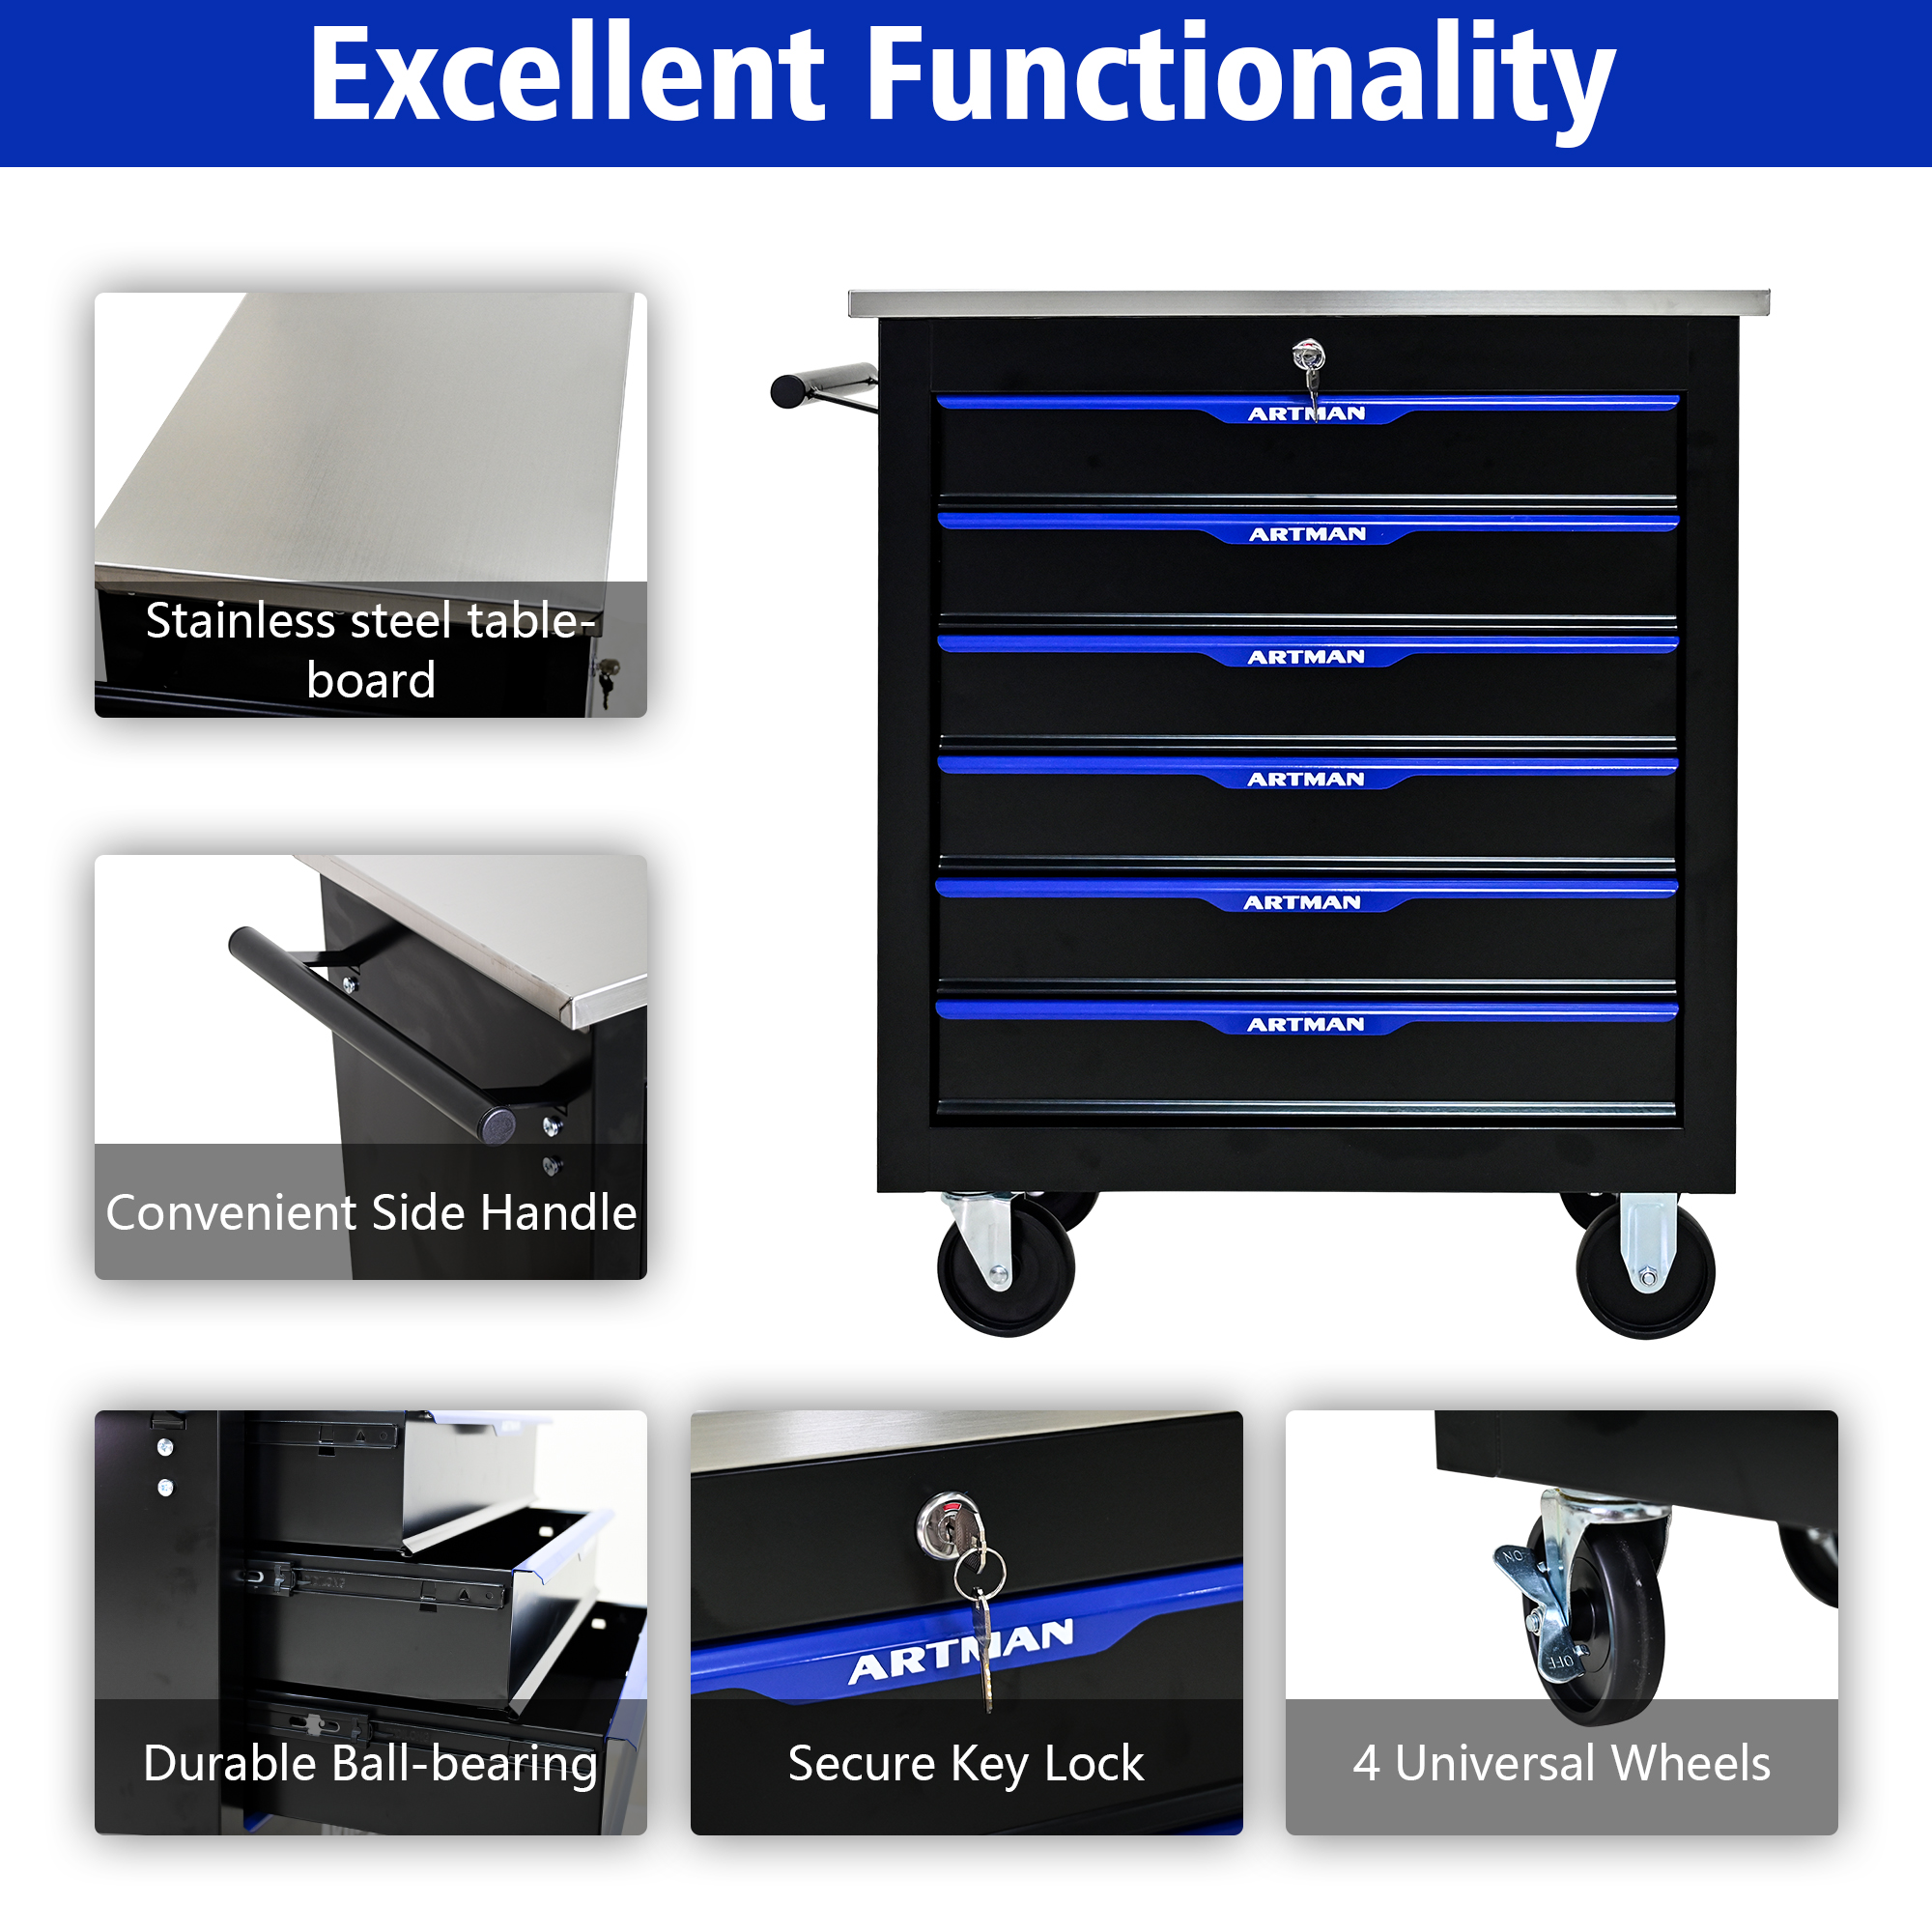 Excellent Functionality
ARTMAN
ARTMAN
ARTMAN
ARTMAN
ARTMAN
ARTMAN
Stainless steel table-
board
Convenient Side Handle
Durable Ball-bearing
ARTMAN
Secure Key Lock
ON
OFF
4 Universal Wheels